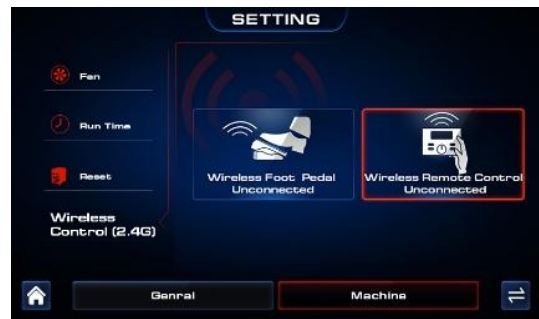 SETTING
Fan
Run Time
Reset
Wireless
Control (2.4G)
Wireless Foot Pedal
Unconnected
Wireless Remote Control
Unconnected
Genral
Machine